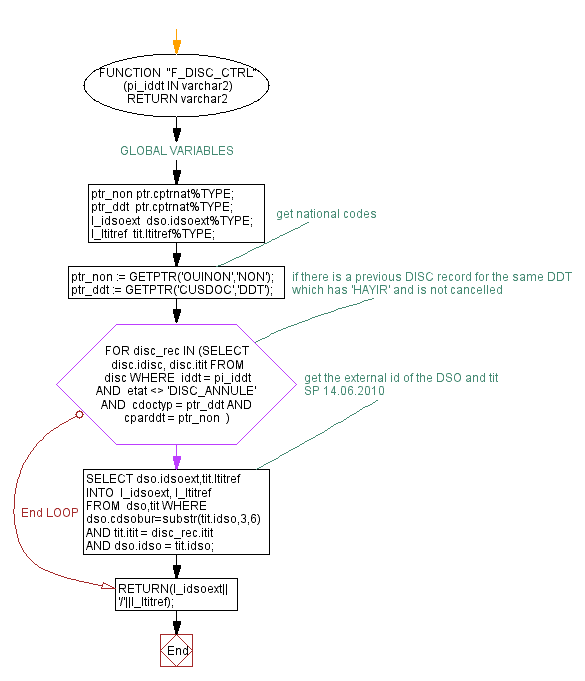 FUNCTION "F_DISC_CTRL"
(pi_iddt IN varchar2)
RETURN varchar2
GLOBAL VARIABLES
ptr_non ptr.cptrnat%TYPE;
ptr_ddt ptr.cptrnat%TYPE;
l_idsoext dso.idsoext%TYPE;
l_ltitref tit.ltitref%TYPE;
get national codes
ptr_non := GETPTR('OUINON','NON');
ptr_ddt := GETPTR('CUSDOC','DDT');
if there is a previous DISC record for the same DDT
which has 'HAYIR' and is not cancelled
FOR disc_rec IN (SELECT
disc.idisc, disc.itit FROM
disc WHERE iddt = pi_iddt
AND etat <> 'DISC_ANNULE'
AND cdoctyp = ptr_ddt AND
cparddt = ptr_non )
get the external id of the DSO and tit
SP 14.06.2010
SELECT dso.idsoext,tit.ltitref
INTO l_idsoext, l_ltitref
FROM dso,tit WHERE
dso.cdsobur=substr(tit.idso,3,6)
AND tit.itit = disc_rec.itit
AND dso.idso = tit.idso;
End LOOP
RETURN(l_idsoext||
'/'||l_ltitref);
End